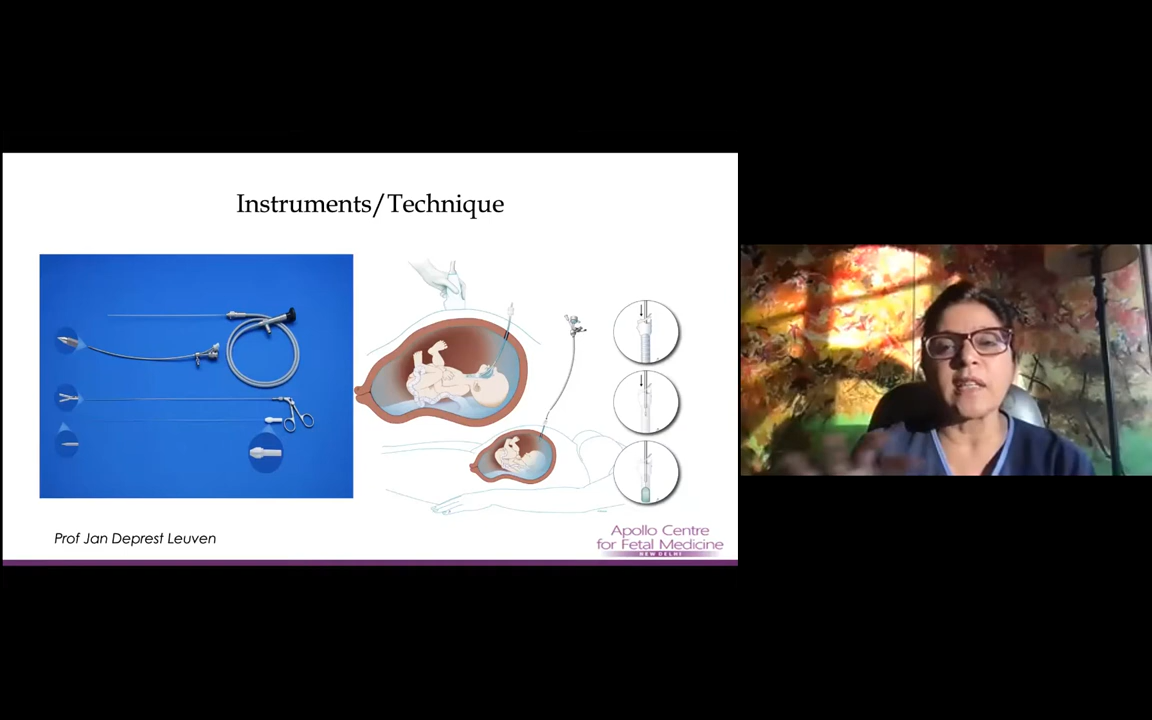 Instruments/Technique
Prof Jan Deprest Leuven
Apollo Centre
for Fetal Medicine
NEW DELHI